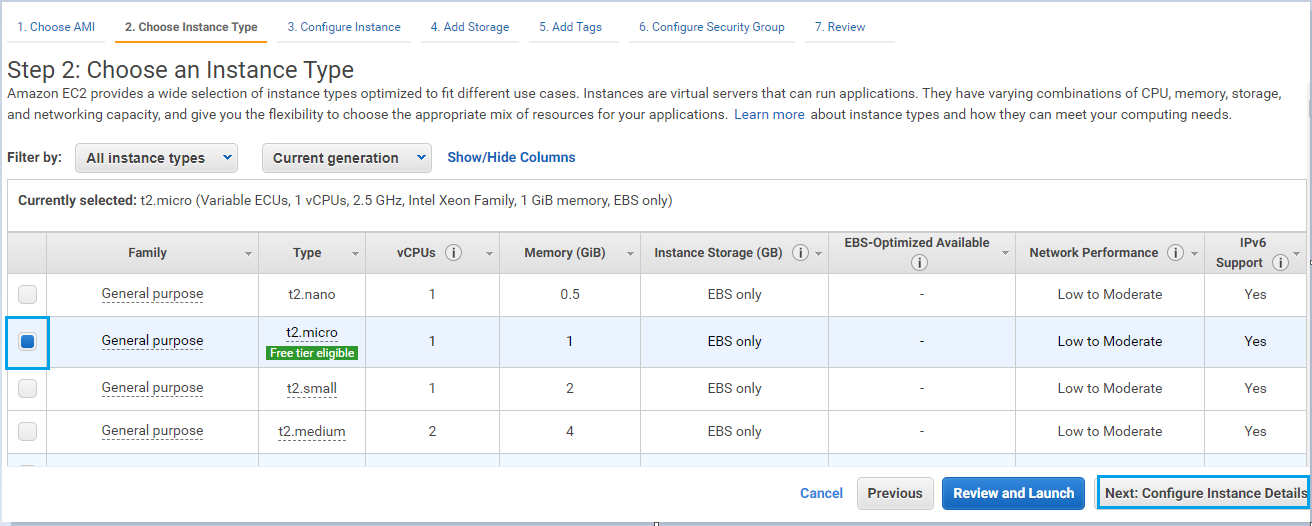 1. Choose AMI 2. Choose Instance Type 3. Configure Instance 4. Add Storage 5. Add Tags 6. Configure Security Group 7. Review
Step 2: Choose an Instance Type
Amazon EC2 provides a wide selection of instance types optimized to fit different use cases. Instances are virtual servers that can run applications. They have varying combinations of CPU, memory, storage,
and networking capacity, and give you the flexibility to choose the appropriate mix of resources for your applications. Learn more about instance types and how they can meet your computing needs.
Filter by: All instance types Current generation Show/Hide Columns
Currently selected: t2.micro (Variable ECUs, 1 vCPUs, 2.5 GHz, Intel Xeon Family, 1 GiB memory, EBS only)
Family Type vCPUs i Memory (GiB) Instance Storage (GB) i EBS-Optimized Available i Network Performance i IPv6 Support i
General purpose t2.nano 1 0.5 EBS only - Low to Moderate Yes
General purpose t2.micro Free tier eligible 1 1 EBS only - Low to Moderate Yes
General purpose t2.small 1 2 EBS only - Low to Moderate Yes
General purpose t2.medium 2 4 EBS only - Low to Moderate Yes
Cancel Previous Review and Launch Next: Configure Instance Details